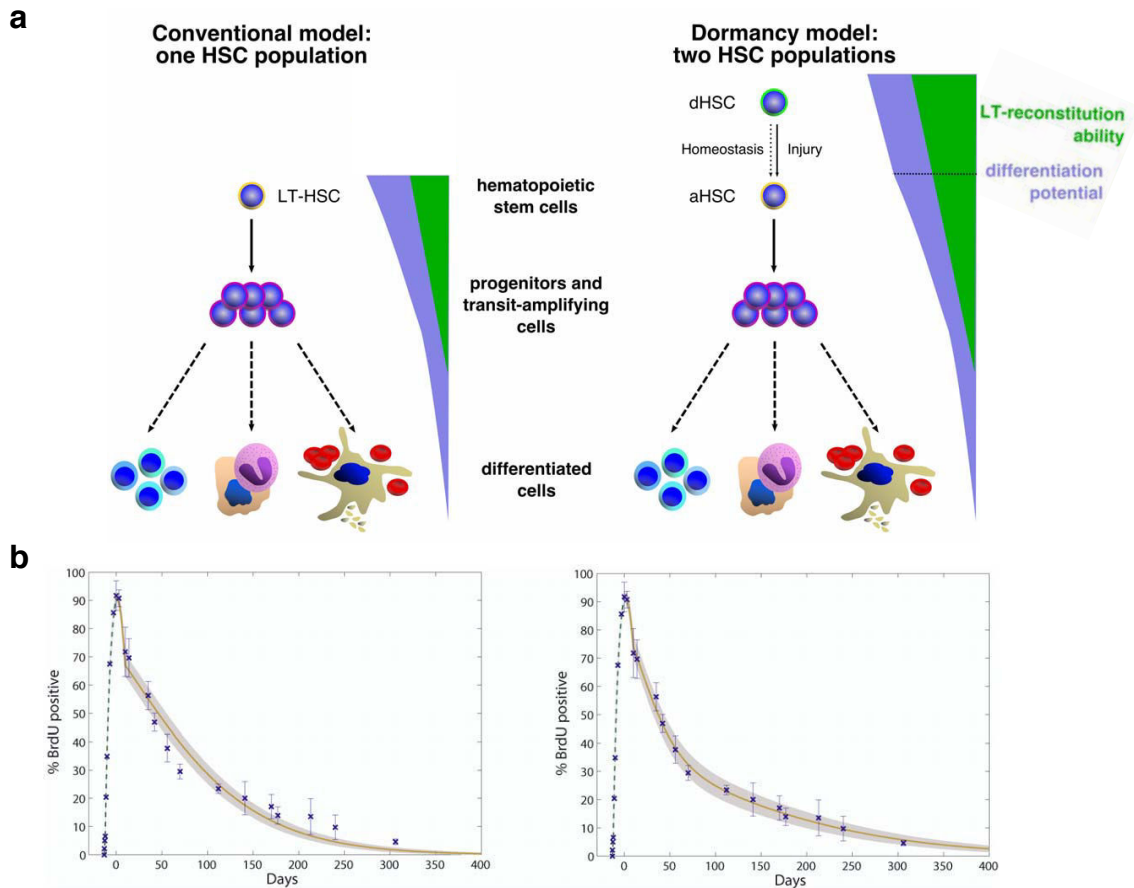 a
Conventional model:
one HSC population
Dormancy model:
two HSC populations
dHSC
LT-reconstitution
ability
Homeostasis
Injury
differentiation
potential
LT-HSC
hematopoietic
stem cells
aHSC
progenitors and
transit-amplifying
cells
differentiated
cells
b
% BrdU positive
100
90
80
70
60
50
40
30
20
10
0
0 50 100 150 200 250 300 350 400
Days
% BrdU positive
100
90
80
70
60
50
40
30
20
10
0
0 50 100 150 200 250 300 350 400
Days